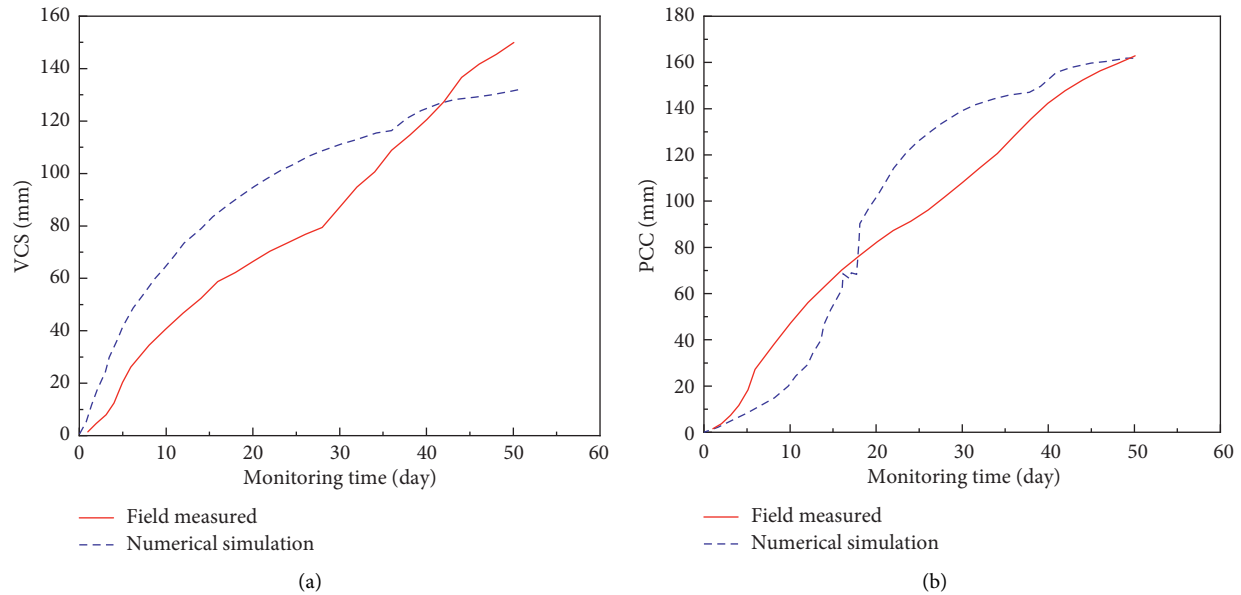 160
140
120
100
80
60
40
20
0
VCS (mm)
0 10 20 30 40 50 60
Monitoring time (day)
Field measured
Numerical simulation
(a)
180
160
140
120
100
80
60
40
20
0
PCC (mm)
0 10 20 30 40 50 60
Monitoring time (day)
Field measured
Numerical simulation
(b)